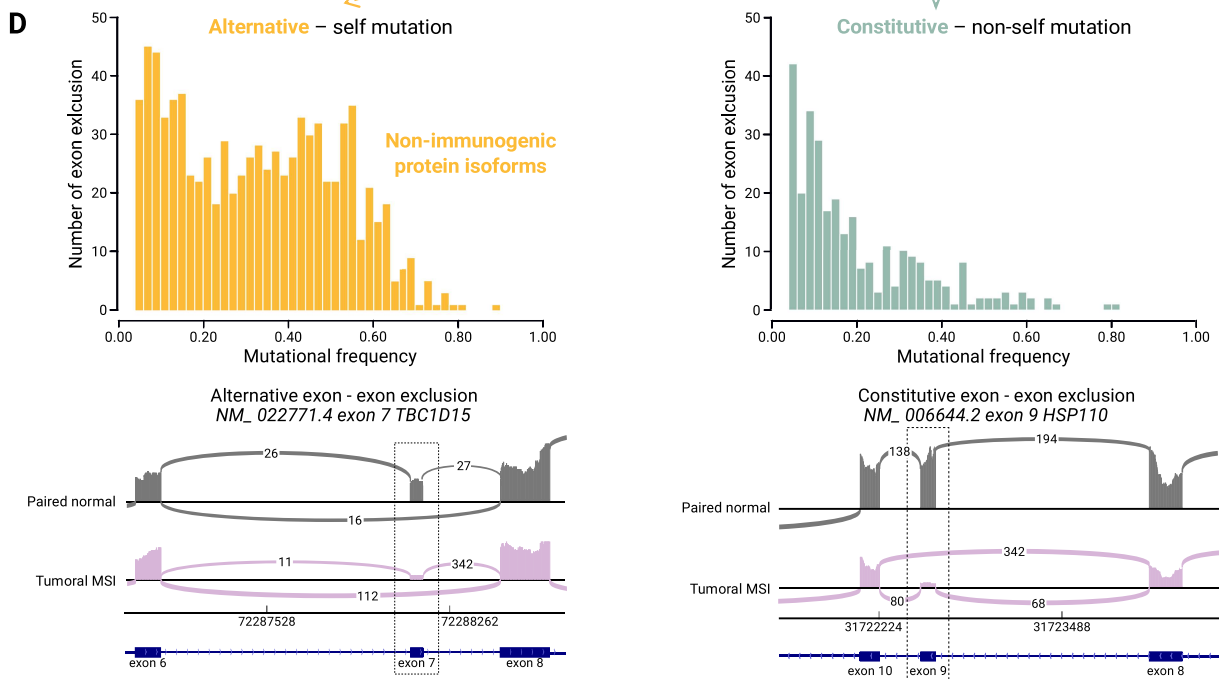 D
Alternative – self mutation
Number of exon exlcusion
50
40
30
20
10
0
Non-immunogenic
protein isoforms
0.00 0.20 0.40 0.60 0.80 1.00
Mutational frequency
Constitutive – non-self mutation
Number of exon exlcusion
50
40
30
20
10
0
0.00 0.20 0.40 0.60 0.80 1.00
Mutational frequency
Alternative exon - exon exclusion
NM_ 022771.4 exon 7 TBC1D15
26
27
Paired normal
16
11
342
Tumoral MSI
112
72287528 72288262
exon 6 exon 7 exon 8
Constitutive exon - exon exclusion
NM_ 006644.2 exon 9 HSP110
194
138
Paired normal
342
Tumoral MSI
80
68
31722224 31723488
exon 10 exon 9 exon 8